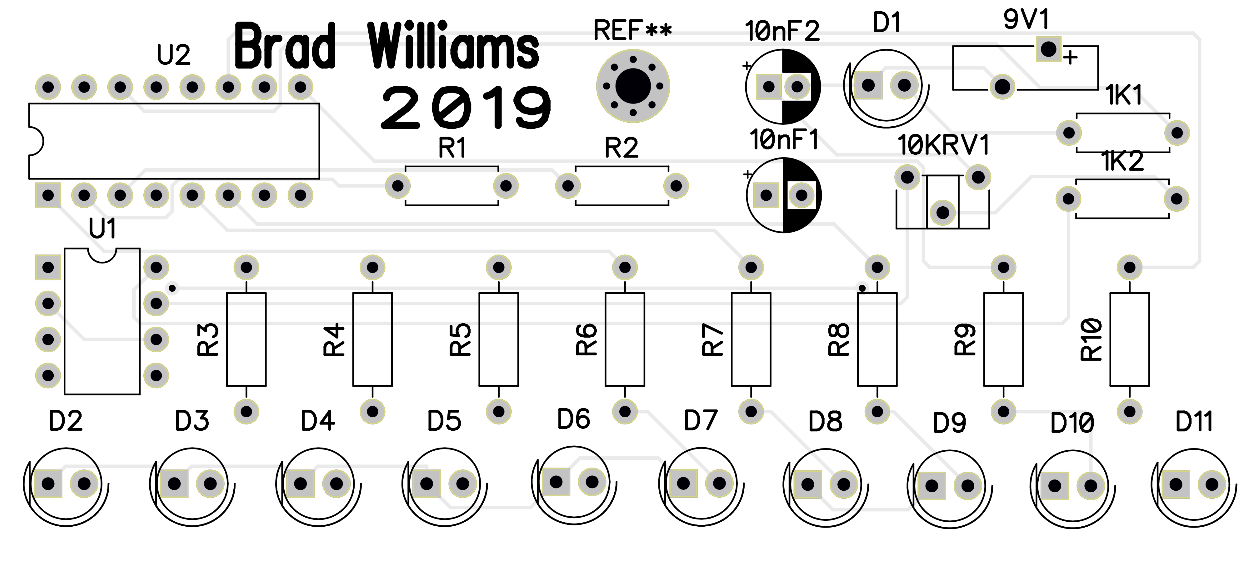 Brad Williams
2019
REF**
10nF2
D1
9V1
+
U2
+
1K1
R1
R2
10nF1
+
10KRV1
1K2
U1
R3
R4
R5
R6
R7
R8
R9
R10
D2
D3
D4
D5
D6
D7
D8
D9
D10
D11